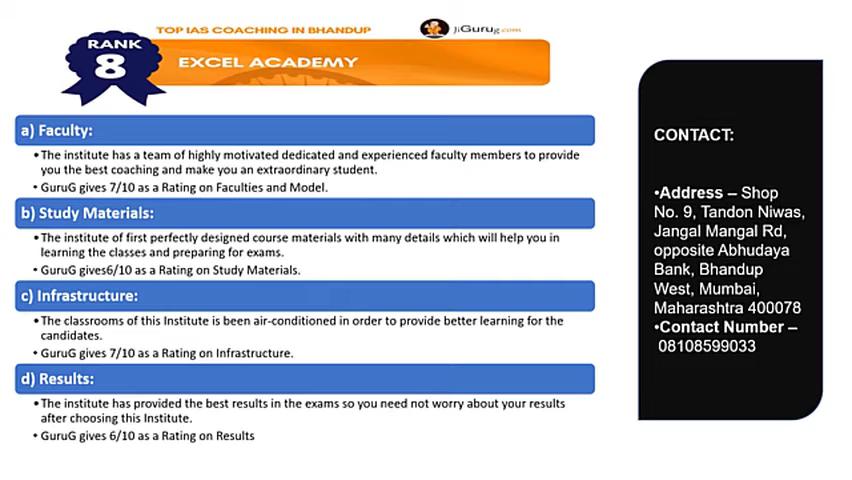 TOP IAS COACHING IN BHANDUP
JiGuruG.com
RANK
8
EXCEL ACADEMY
a) Faculty:
•The institute has a team of highly motivated dedicated and experienced faculty members to provide
you the best coaching and make you an extraordinary student.
•GuruG gives 7/10 as a Rating on Faculties and Model.
b) Study Materials:
•The institute of first perfectly designed course materials with many details which will help you in
learning the classes and preparing for exams.
•GuruG gives6/10 as a Rating on Study Materials.
c) Infrastructure:
•The classrooms of this Institute is been air-conditioned in order to provide better learning for the
candidates.
•GuruG gives 7/10 as a Rating on Infrastructure.
d) Results:
•The institute has provided the best results in the exams so you need not worry about your results
after choosing this Institute.
•GuruG gives 6/10 as a Rating on Results
CONTACT:
•Address – Shop
No. 9, Tandon Niwas,
Jangal Mangal Rd,
opposite Abhudaya
Bank, Bhandup
West, Mumbai,
Maharashtra 400078
•Contact Number –
08108599033